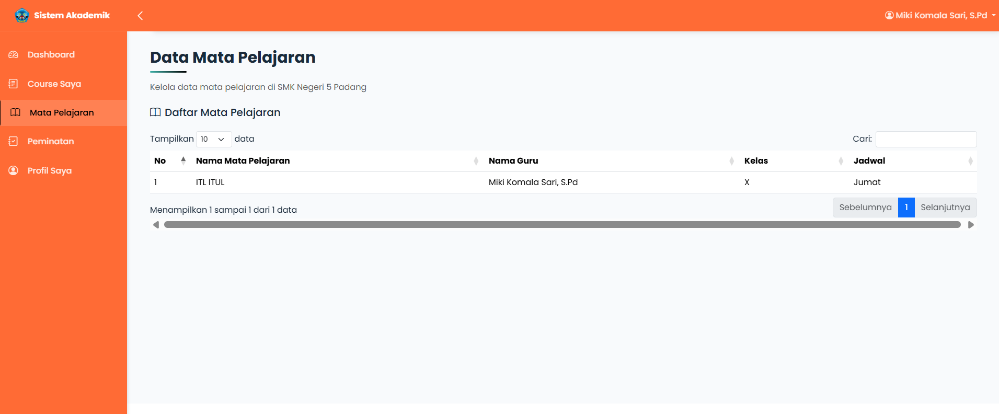 Sistem Akademik
Miki Komala Sari, S.Pd
Dashboard
Course Saya
Mata Pelajaran
Peminatan
Profil Saya
Data Mata Pelajaran
Kelola data mata pelajaran di SMK Negeri 5 Padang
Daftar Mata Pelajaran
Tampilkan 10 data
Cari:
No Nama Mata Pelajaran Nama Guru Kelas Jadwal
1 ITL ITUL Miki Komala Sari, S.Pd X Jumat
Menampilkan 1 sampai 1 dari 1 data
Sebelumnya 1 Selanjutnya